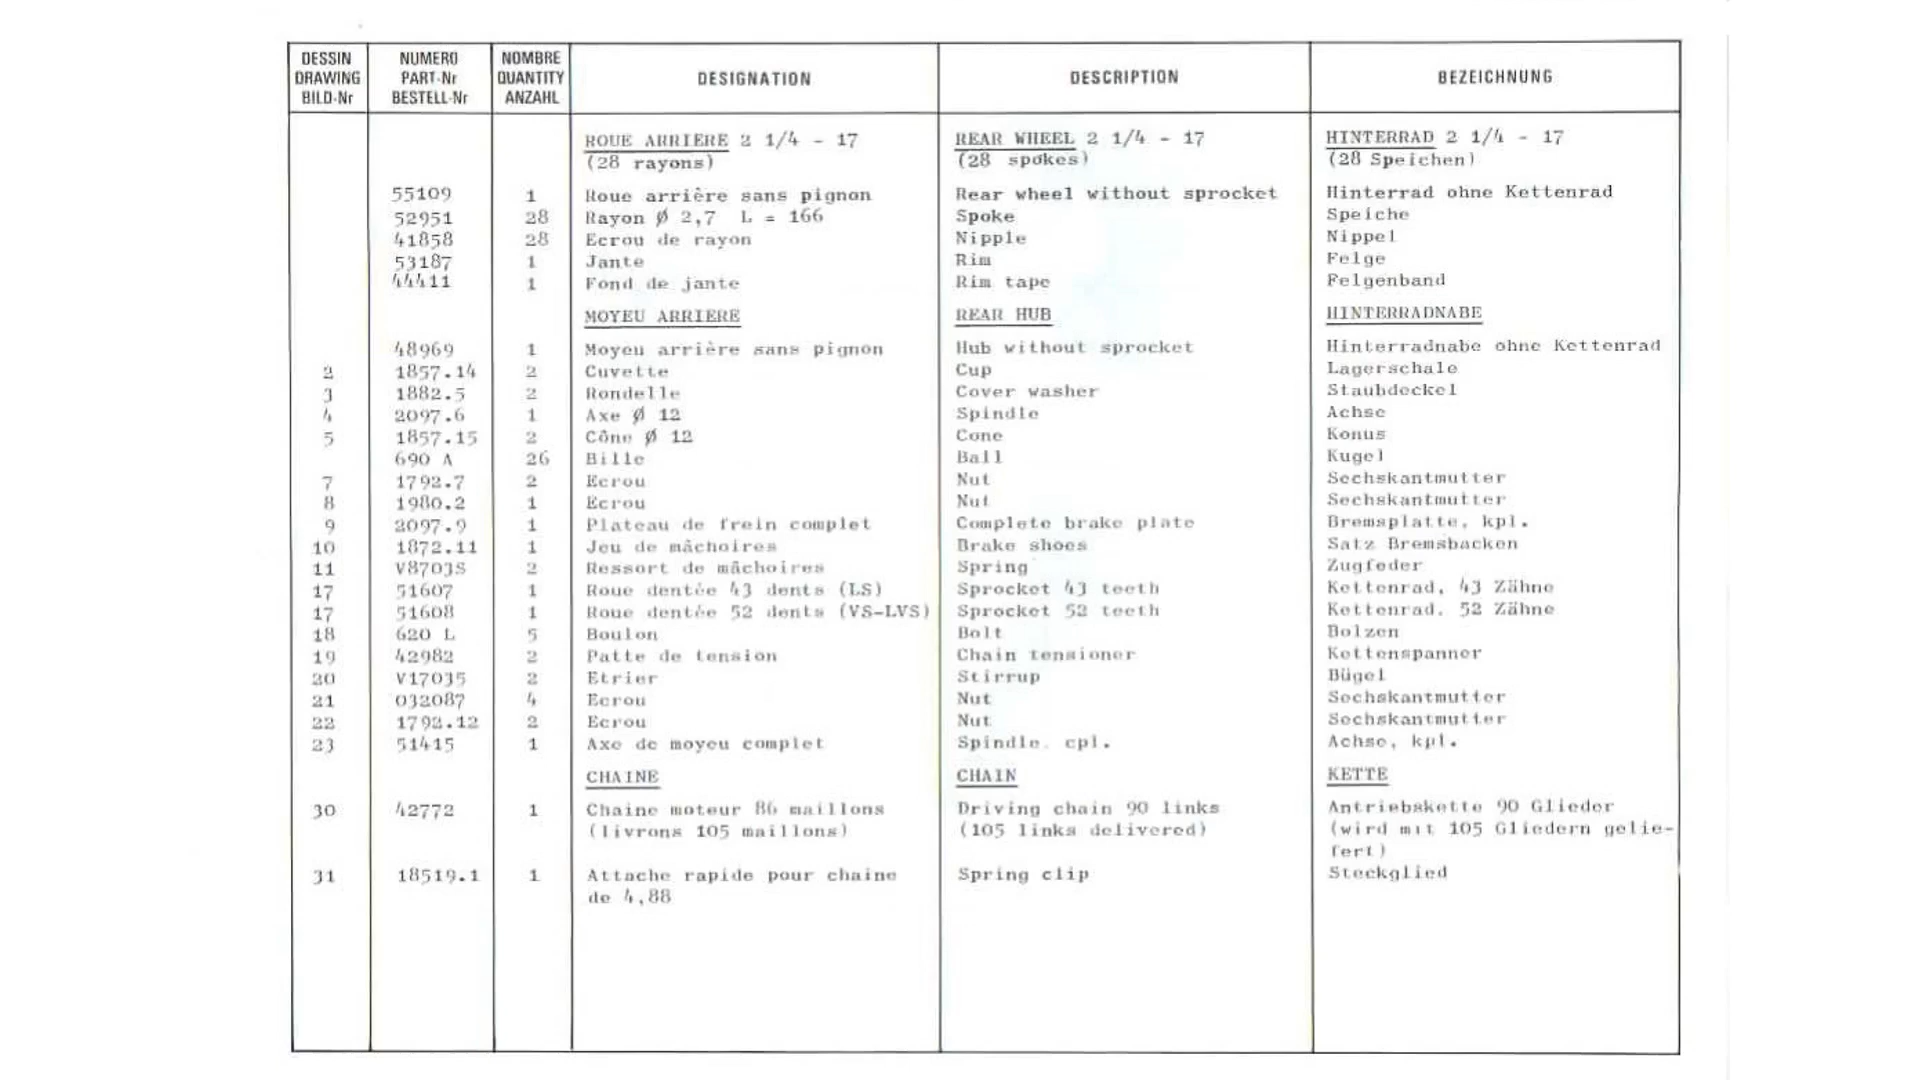 DESSIN DRAWING BILD-Nr | NUMERO PART-Nr BESTELL-Nr | NOMBRE QUANTITY ANZAHL | DESIGNATION | DESCRIPTION | BEZEICHNUNG
ROUE ARRIERE 2 1/4 - 17 | REAR WHEEL 2 1/4 - 17 | HINTERRAD 2 1/4 - 17
(28 rayons) | (28 spokes) | (28 Speichen)
55109 | 1 | Roue arrière sans pignon | Rear wheel without sprocket | Hinterrad ohne Kettenrad
52951 | 28 | Rayon Ø 2,7 L = 166 | Spoke | Speiche
41858 | 28 | Ecrou de rayon | Nipple | Nippel
53187 | 1 | Jante | Rim | Felge
44411 | 1 | Fond de jante | Rim tape | Felgenband
MOYEU ARRIERE | REAR HUB | HINTERRADNABE
48969 | 1 | Moyeu arrière sans pignon | Hub without sprocket | Hinterradnabe ohne Kettenrad
2 | 1857.14 | 2 | Cuvette | Cup | Lagerschale
3 | 1882.5 | 2 | Rondelle | Cover washer | Staubdeckel
4 | 2097.6 | 1 | Axe Ø 12 | Spindle | Achse
5 | 1857.15 | 2 | Cône Ø 12 | Cone | Konus
690 A | 26 | Bille | Ball | Kugel
7 | 1792.7 | 2 | Ecrou | Nut | Sechskantmutter
8 | 1980.2 | 1 | Ecrou | Nut | Sechskantmutter
9 | 2097.9 | 1 | Plateau de frein complet | Complete brake plate | Bremsplatte, kpl.
10 | 1872.11 | 1 | Jeu de mâchoires | Brake shoes | Satz Bremsbacken
11 | V8703S | 2 | Ressort de mâchoires | Spring | Zugfeder
17 | 51607 | 1 | Roue dentée 43 dents (LS) | Sprocket 43 teeth | Kettenrad, 43 Zähne
17 | 51608 | 1 | Roue dentée 52 dents (VS-LVS) | Sprocket 52 teeth | Kettenrad, 52 Zähne
18 | 620 L | 5 | Boulon | Bolt | Bolzen
19 | 42982 | 2 | Patte de tension | Chain tensioner | Kettenspanner
20 | V17035 | 2 | Etrier | Stirrup | Bügel
21 | 032087 | 4 | Ecrou | Nut | Sechskantmutter
22 | 1792.12 | 2 | Ecrou | Nut | Sechskantmutter
23 | 51415 | 1 | Axe de moyeu complet | Spindle, cpl. | Achse, kpl.
CHAINE | CHAIN | KETTE
30 | 42772 | 1 | Chaine moteur 86 maillons | Driving chain 90 links | Antriebskette 90 Glieder
(livrons 105 maillons) | (105 links delivered) | (wird mit 105 Gliedern gelie-
fert)
31 | 18519.1 | 1 | Attache rapide pour chaine | Spring clip | Steckglied
de 4,88